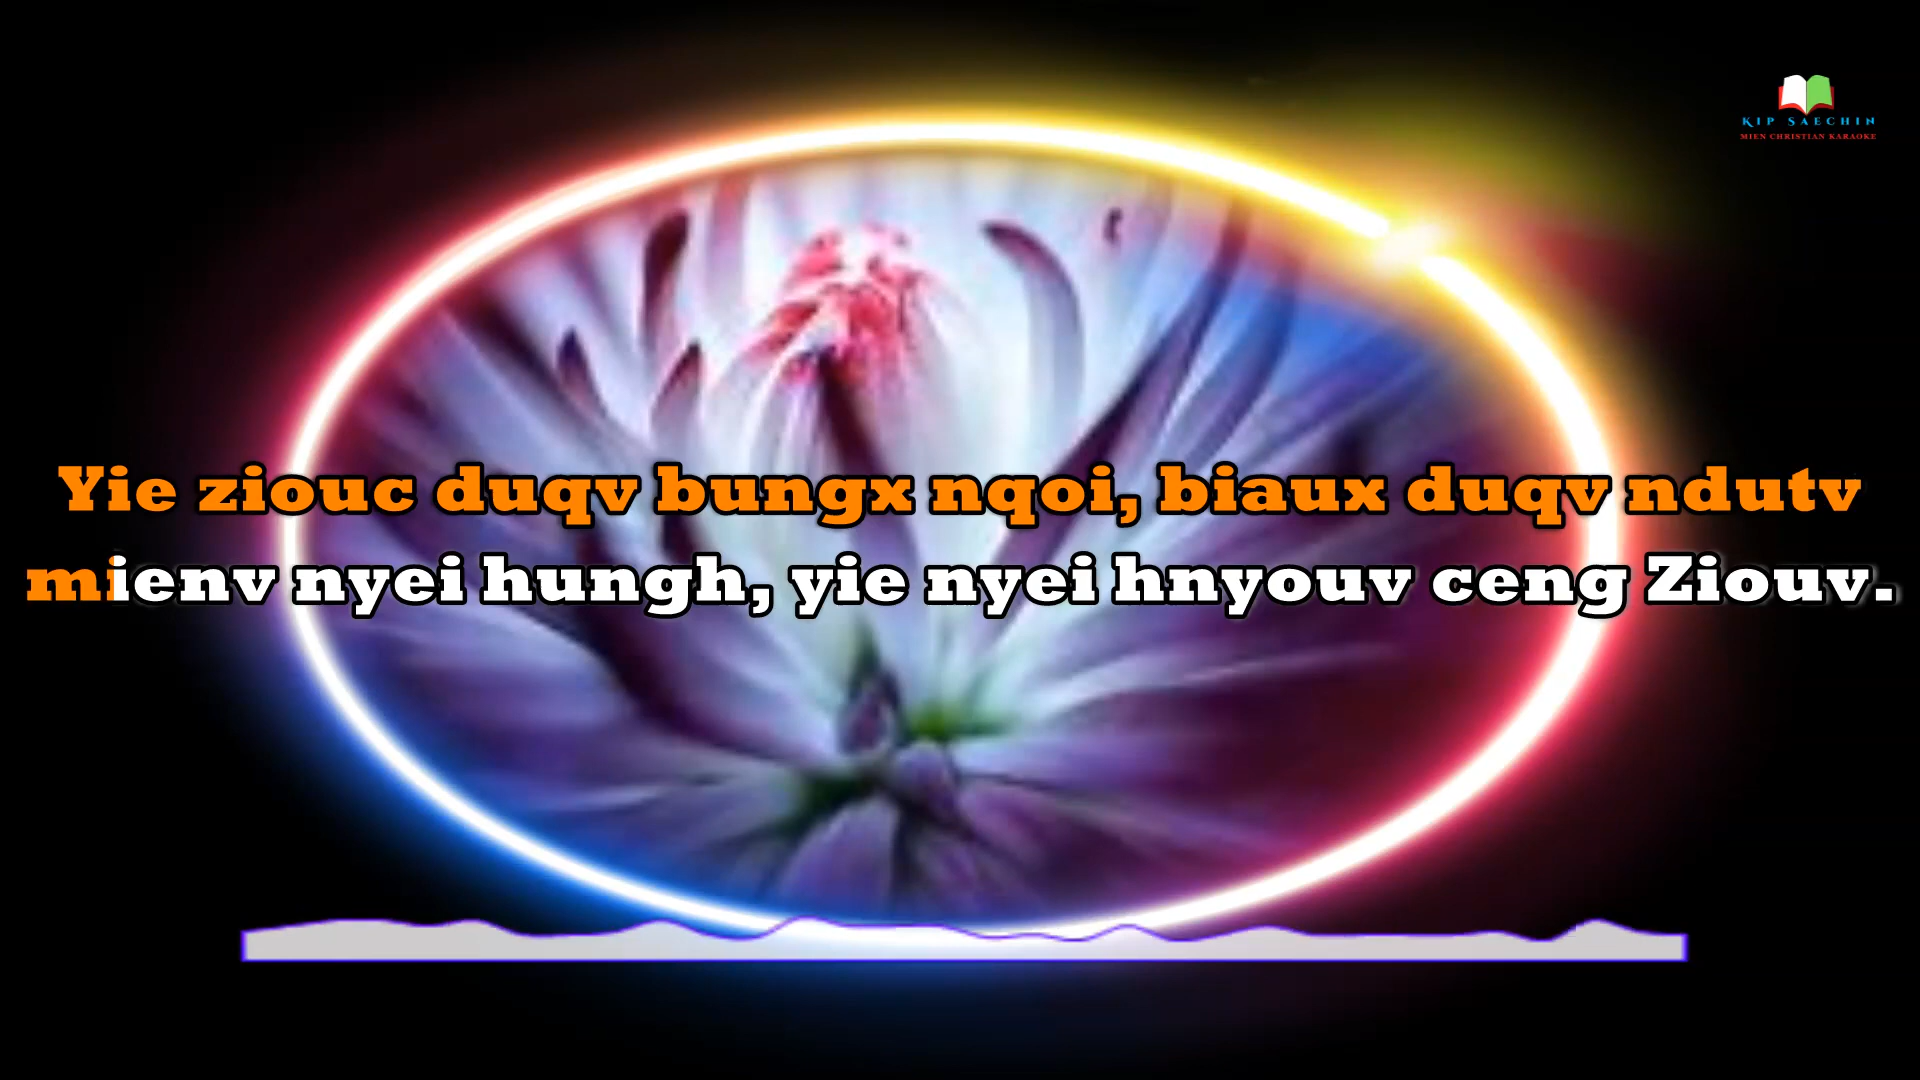 KIP SAECHIN
MIEN CHRISTIAN KARAOKE
Yie ziouc duqv bungx nqoi, biaux duqv ndutv
mienv nyei hungh, yie nyei hnyouv ceng Ziouv.